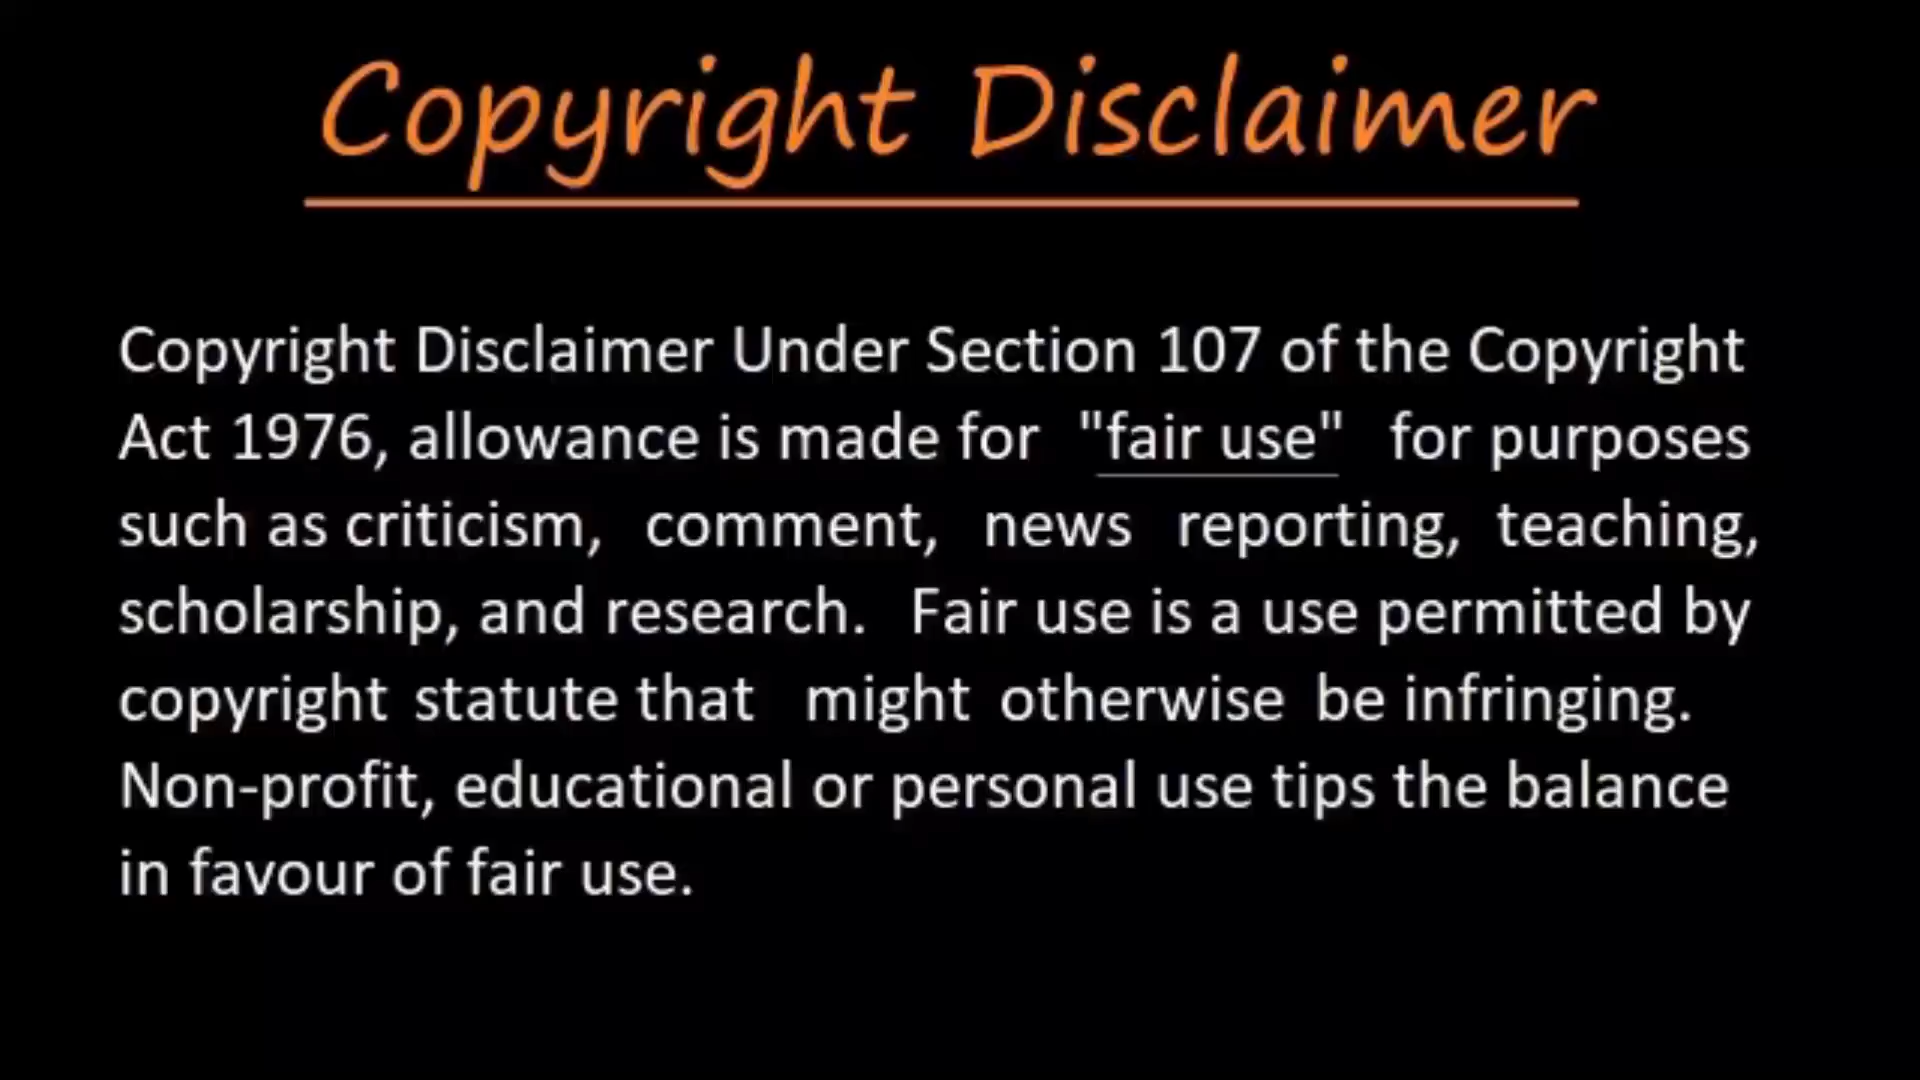 Copyright Disclaimer
Copyright Disclaimer Under Section 107 of the Copyright
Act 1976, allowance is made for "fair use" for purposes
such as criticism, comment, news reporting, teaching,
scholarship, and research. Fair use is a use permitted by
copyright statute that might otherwise be infringing.
Non-profit, educational or personal use tips the balance
in favour of fair use.